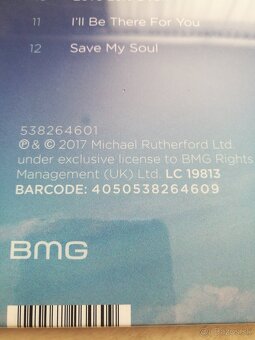 11 I'll Be There For You
12 Save My Soul
538264601
℗ & © 2017 Michael Rutherford Ltd.
under exclusive license to BMG Rights
Management (UK) Ltd. LC 19813
BARCODE: 4050538264609
BMG